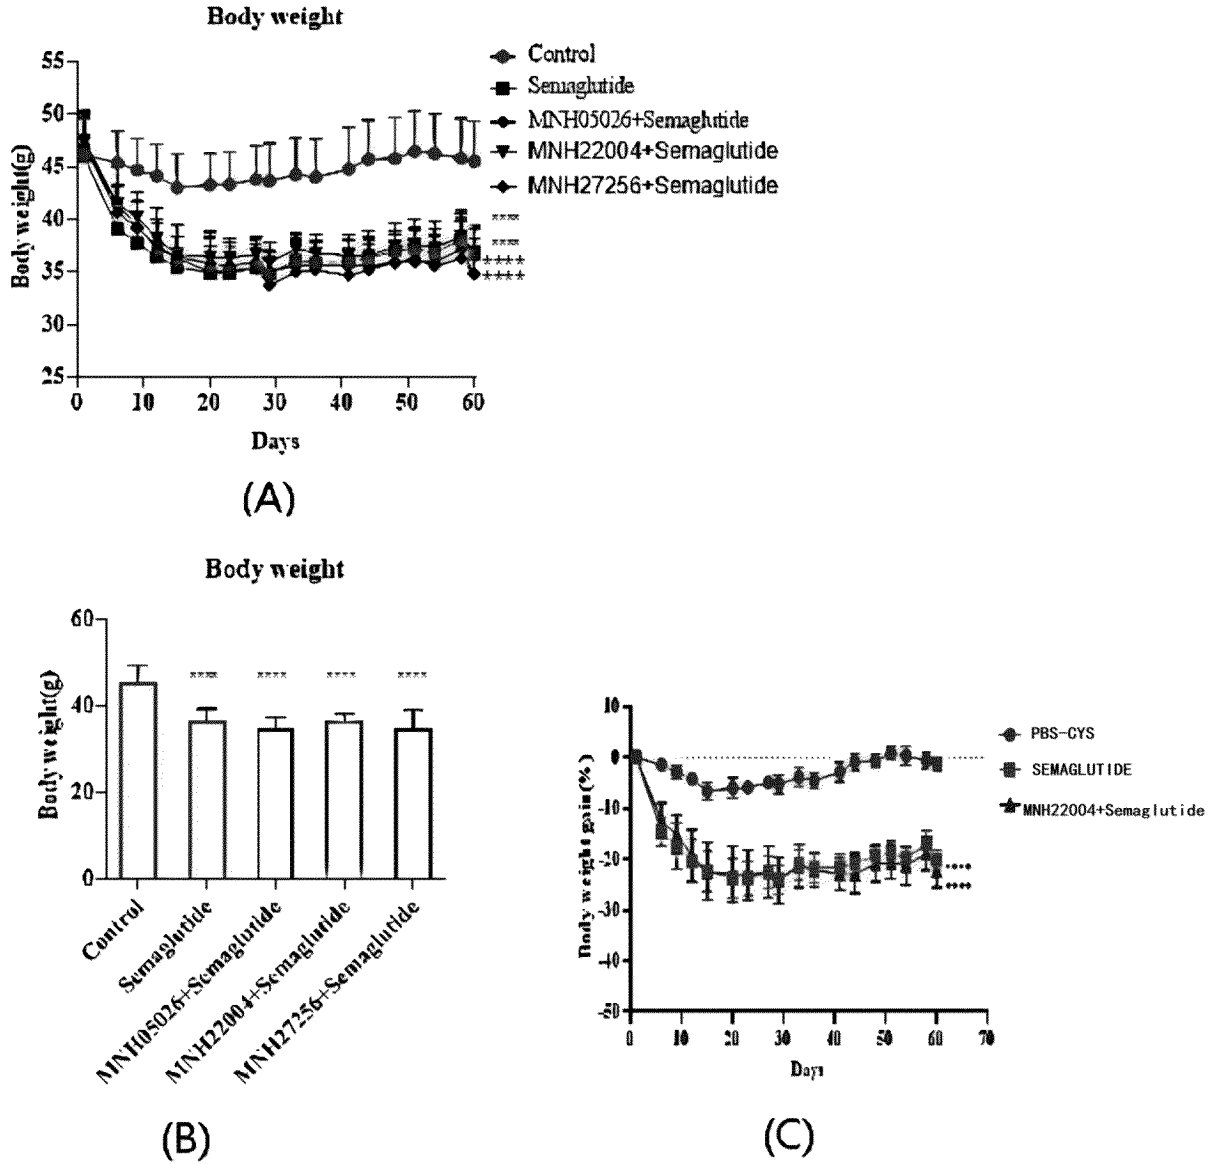 Body weight
Control
Semaglutide
MNH05026+Semaglutide
MNH22004+Semaglutide
MNH27256+Semaglutide
Body weight(g)
55
50
45
40
35
30
25
0 10 20 30 40 50 60
Days
****
****
****
****
(A)
Body weight
Body weight(g)
60
40
20
0
**** **** **** ****
Control
Semaglutide
MNH05026+Semaglutide
MNH22004+Semaglutide
MNH27256+Semaglutide
(B)
Body weight gain(%)
10
0
-10
-20
-30
-40
-50
0 10 20 30 40 50 60 70
Days
PBS-CYS
SEMAGLUTIDE
MNH22004+Semaglutide
****
****
(C)